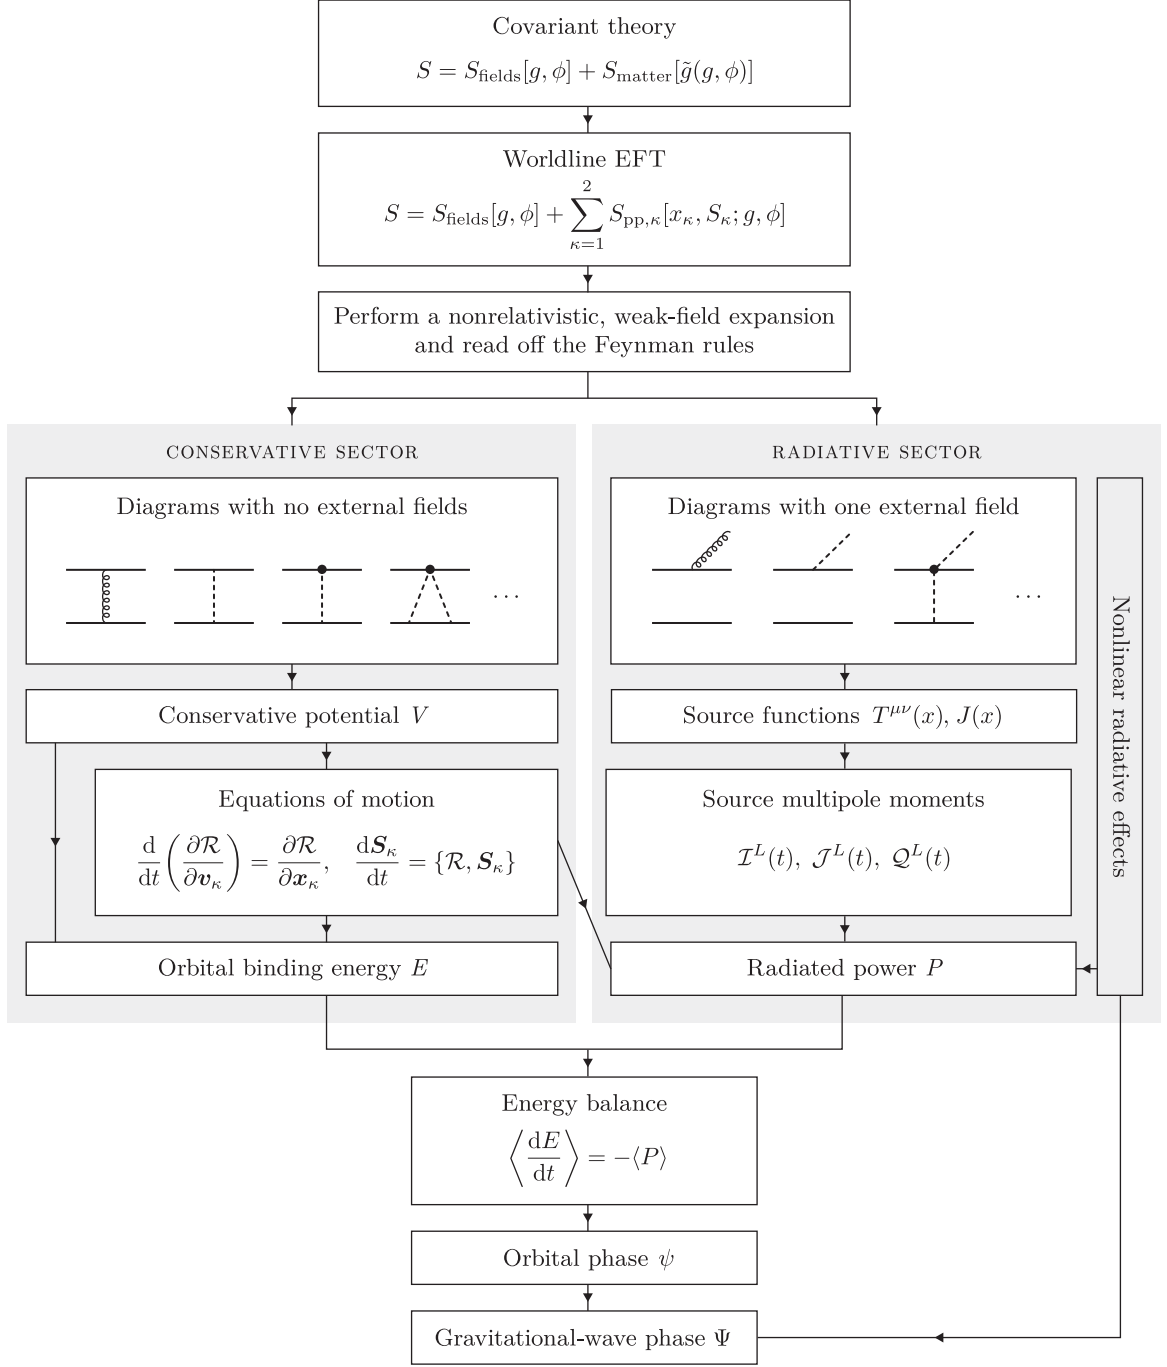 Covariant theory
S = S_fields[g, ϕ] + S_matter[g̃(g, ϕ)]
Worldline EFT
S = S_fields[g, ϕ] + ∑_{κ=1}^{2} S_{pp,κ}[x_κ, S_κ; g, ϕ]
Perform a nonrelativistic, weak-field expansion
and read off the Feynman rules
CONSERVATIVE SECTOR
Diagrams with no external fields
···
Conservative potential V
Equations of motion
d/dt (∂ℛ/∂𝒗_κ) = ∂ℛ/∂𝒙_κ, d𝑺_κ/dt = {ℛ, 𝑺_κ}
Orbital binding energy E
RADIATIVE SECTOR
Diagrams with one external field
···
Source functions T^{μν}(x), J(x)
Source multipole moments
ℐ^L(t), 𝒥^L(t), 𝒬^L(t)
Radiated power P
Nonlinear radiative effects
Energy balance
⟨dE/dt⟩ = −⟨P⟩
Orbital phase ψ
Gravitational-wave phase Ψ